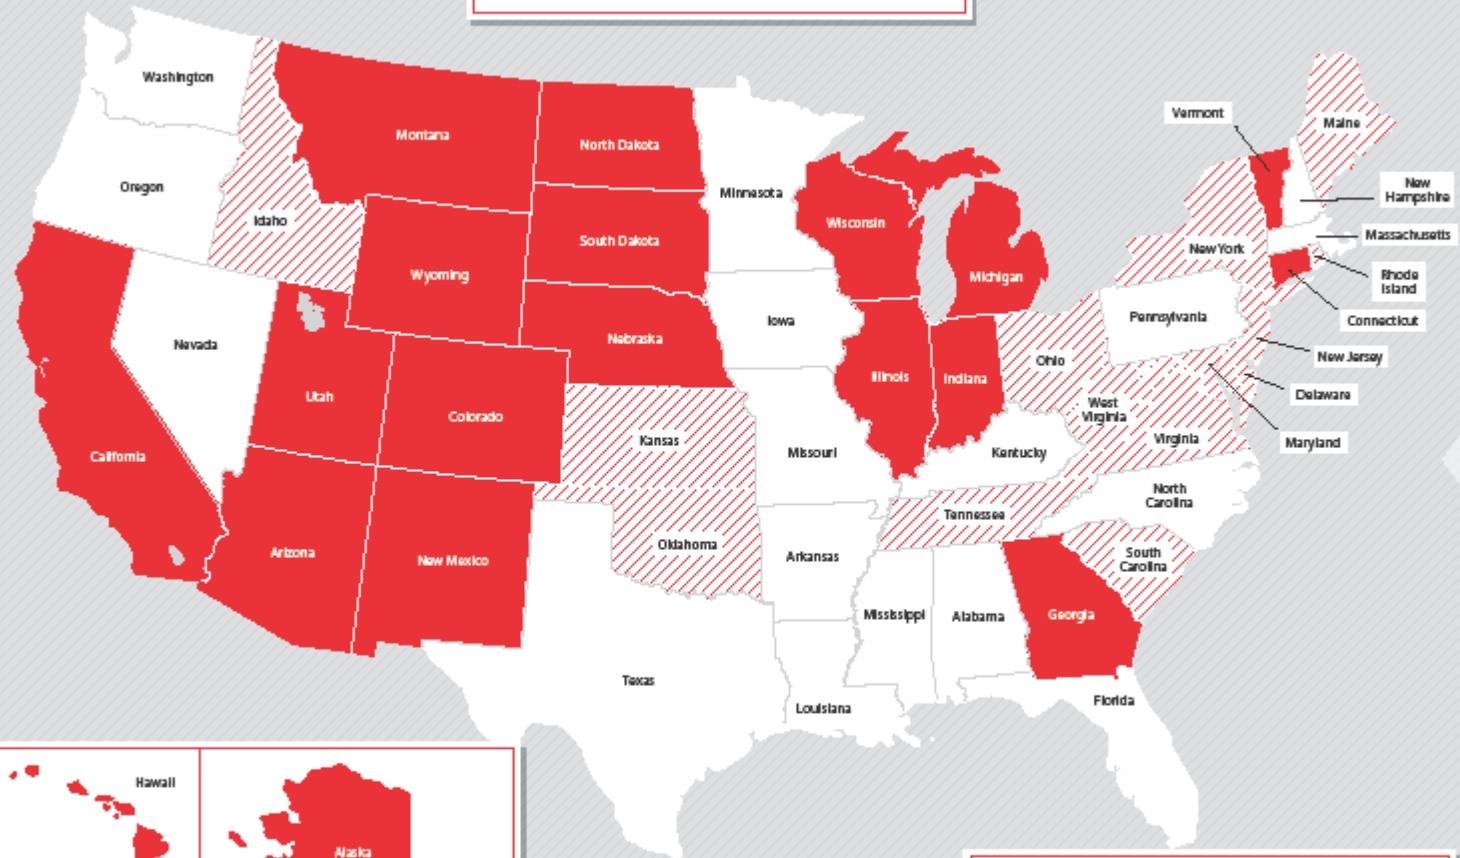 Washington
Montana
North Dakota
Minnesota
Vermont
Maine
Oregon
Idaho
Wisconsin
New
Hampshire
South Dakota
New York
Massachusetts
Wyoming
Michigan
Rhode
Island
Iowa
Pennsylvania
Connecticut
Nevada
Nebraska
Ohio
New Jersey
Utah
Colorado
Illinois
Indiana
Delaware
West
Virginia
California
Kansas
Missouri
Kentucky
Virginia
Maryland
North
Carolina
Tennessee
Arizona
New Mexico
Oklahoma
Arkansas
South
Carolina
Mississippi
Alabama
Georgia
Texas
Louisiana
Florida
Hawaii
Alaska